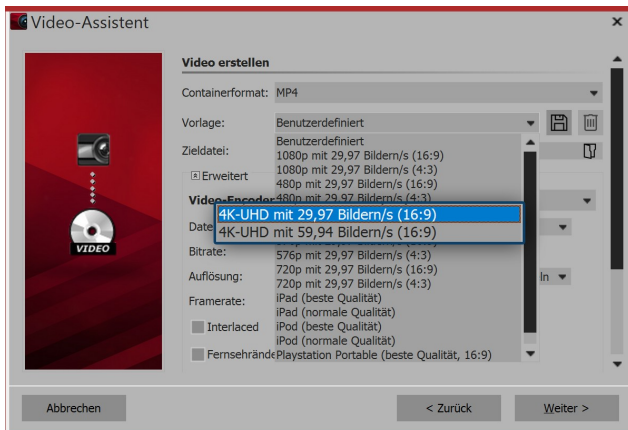 Video-Assistent
Video erstellen
Containerformat: MP4
Vorlage: Benutzerdefiniert
Zieldatei:
Benutzerdefiniert
1080p mit 29,97 Bildern/s (16:9)
1080p mit 29,97 Bildern/s (4:3)
480p mit 29,97 Bildern/s (16:9)
480p mit 29,97 Bildern/s (4:3)
4K-UHD mit 29,97 Bildern/s (16:9)
4K-UHD mit 59,94 Bildern/s (16:9)
576p mit 29,97 Bildern/s (4:3)
720p mit 29,97 Bildern/s (16:9)
720p mit 29,97 Bildern/s (4:3)
iPad (beste Qualität)
iPad (normale Qualität)
iPod (beste Qualität)
iPod (normale Qualität)
Playstation Portable (beste Qualität, 16:9)
Erweitert
Video-Encoder
Date
Bitrate:
Auflösung:
ln
Framerate:
Interlaced
Fernsehrände
VIDEO
Abbrechen
< Zurück
Weiter >